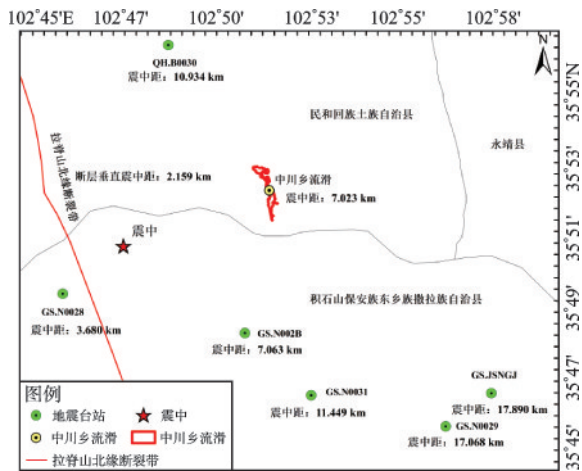 102°45′E 102°47′ 102°50′ 102°53′ 102°55′ 102°58′
QH.B0030
震中距：10.934 km
N
35°55′N
民和回族土族自治县
永靖县
拉脊山北缘断裂带
35°53′
断层垂直震中距：2.159 km
中川乡流滑
震中距：7.023 km
35°51′
震中
积石山保安族东乡族撒拉族自治县
35°49′
GS.N0028
震中距：3.680 km
GS.N002B
震中距：7.063 km
35°47′
图例
地震台站 震中
中川乡流滑 中川乡流滑
拉脊山北缘断裂带
GS.N0031
震中距：11.449 km
GS.JSNGJ
震中距：17.890 km
GS.N0029
震中距：17.068 km
35°45′